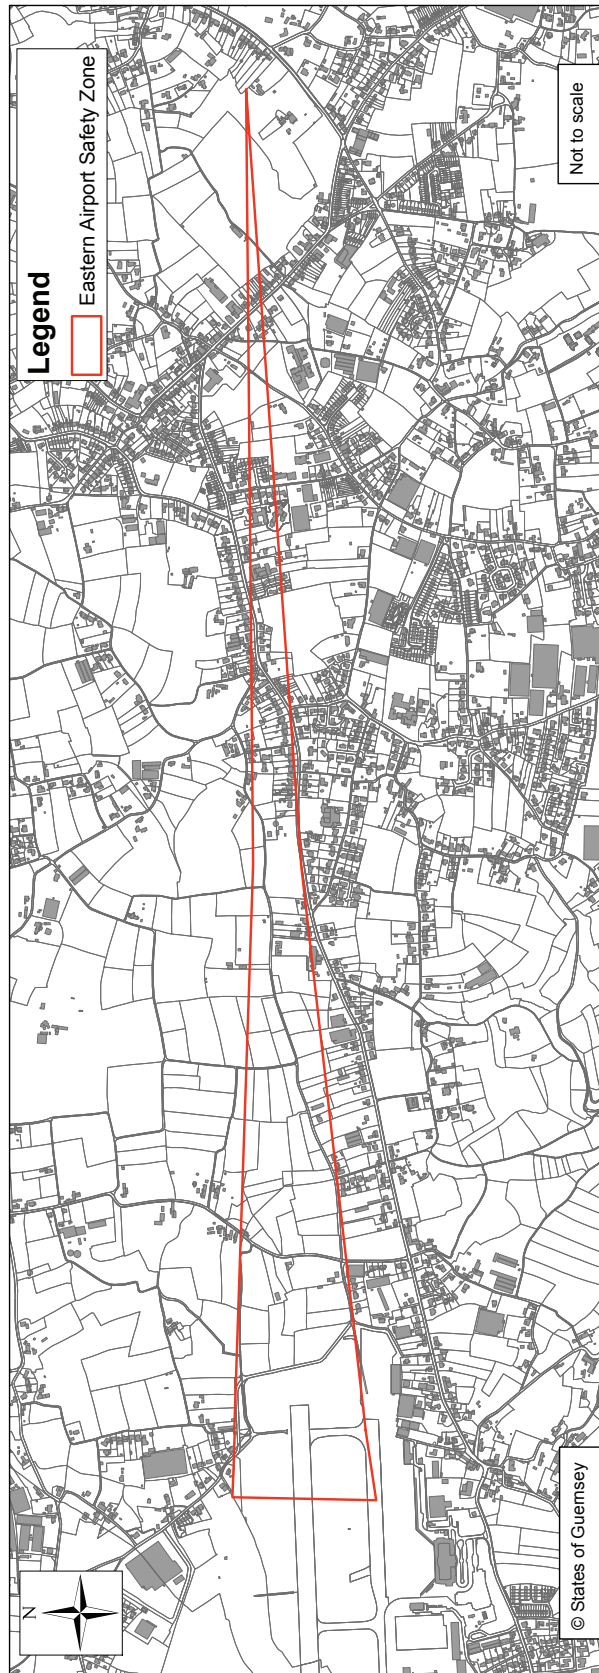 Legend
Eastern Airport Safety Zone
N
Not to scale
© States of Guernsey